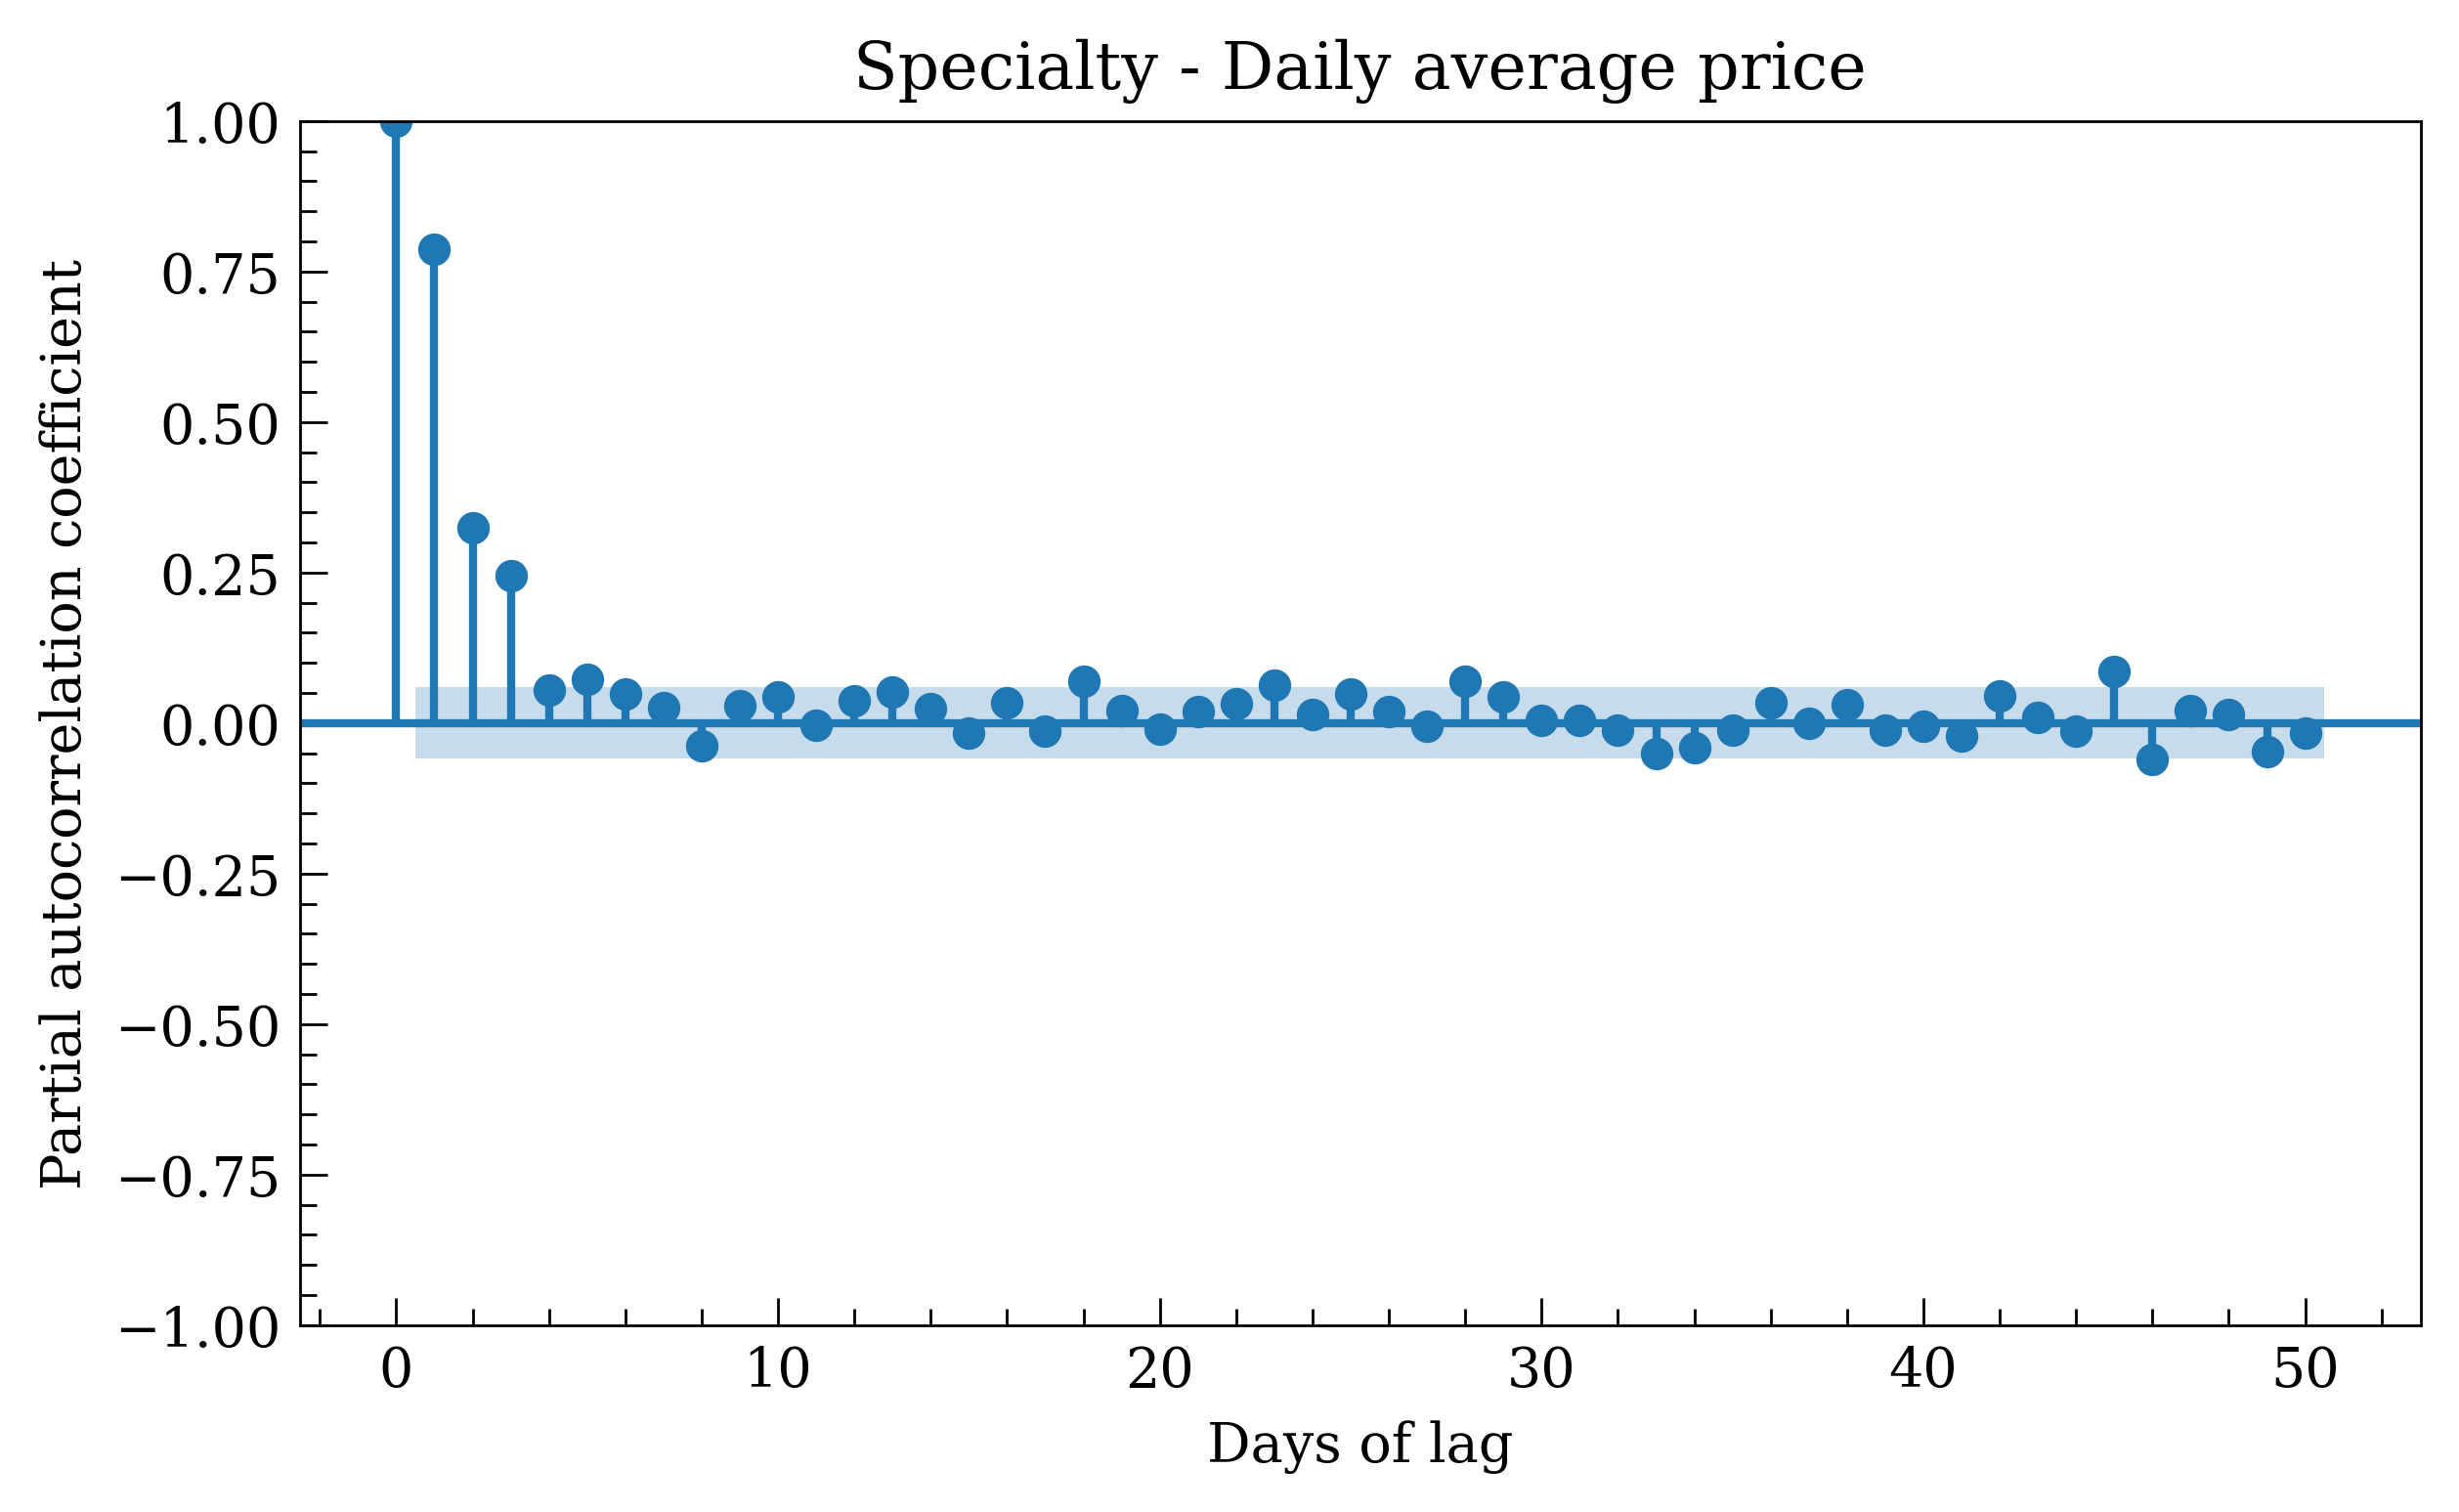 Specialty - Daily average price
Partial autocorrelation coefficient
1.00
0.75
0.50
0.25
0.00
−0.25
−0.50
−0.75
−1.00
0 10 20 30 40 50
Days of lag